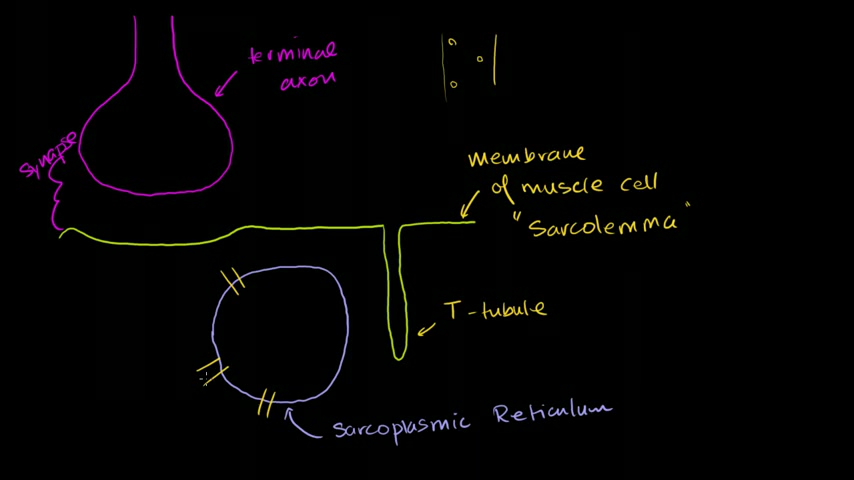 terminal
axon
synapse
membrane
of muscle cell
"Sarcolemma"
T-tubule
Sarcoplasmic Reticulum